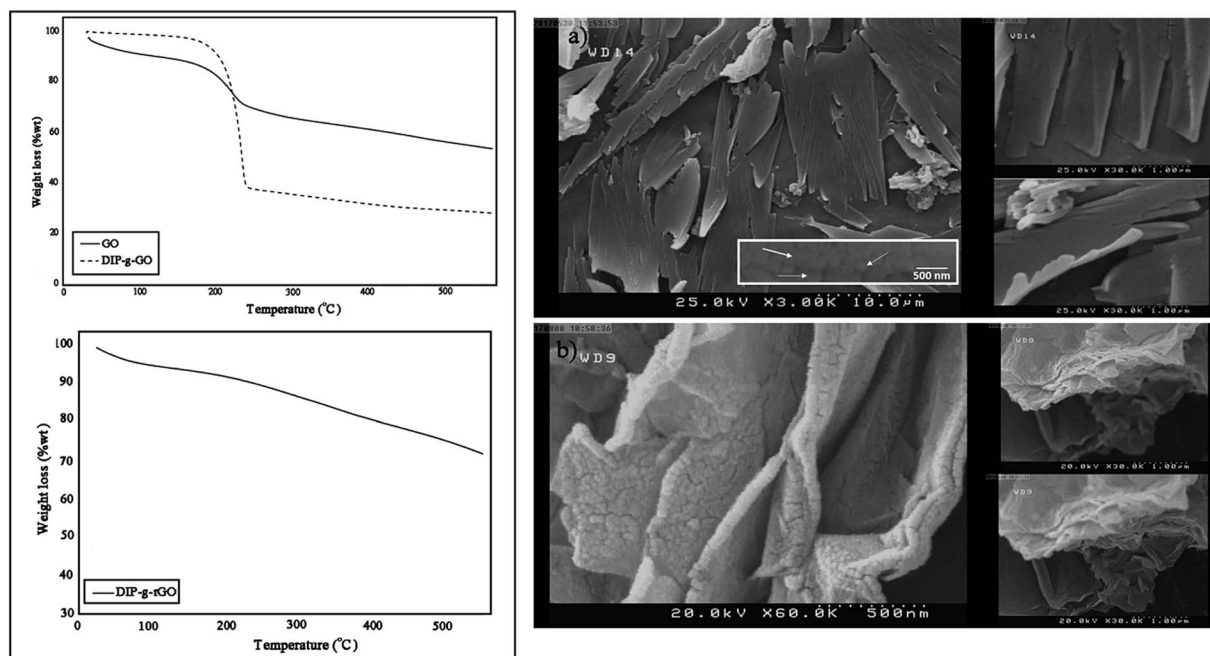 100
80
60
40
20
0
Weight loss (%wt)
GO
DIP-g-GO
0
100
200
300
400
500
Temperature (°C)
100
90
80
70
60
50
40
30
Weight loss (%wt)
DIP-g-rGO
0
100
200
300
400
500
Temperature (°C)
a)
WD14
500 nm
25.0kV X3.00K 10.0µm
WD14
25.0kV X30.0K 1.00µm
25.0kV X30.0K 1.00µm
10:58:36
b)
WD9
20.0kV X60.0K 500nm
WD9
20.0kV X30.0K 1.00µm
WD9
20.0kV X30.0K 1.00µm